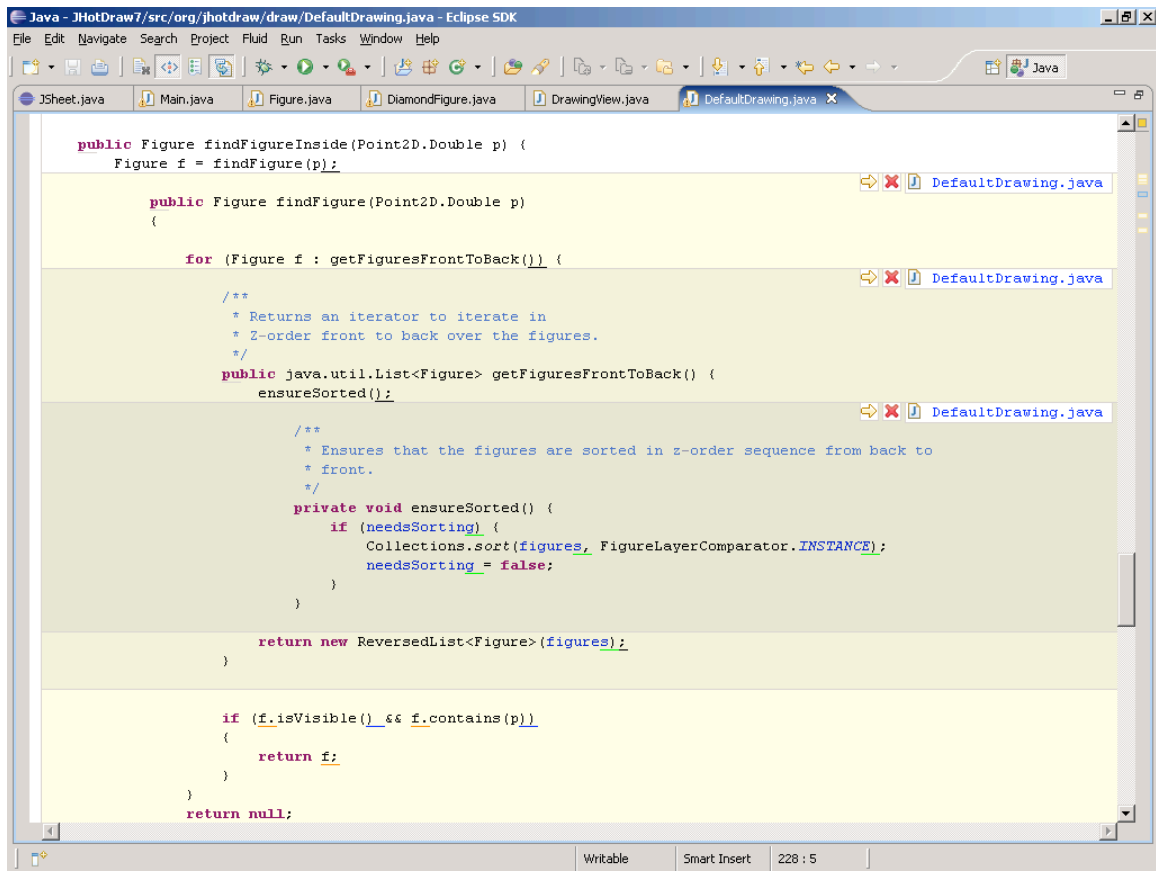 Java - JHotDraw7/src/org/jhotdraw/draw/DefaultDrawing.java - Eclipse SDK
File Edit Navigate Search Project Fluid Run Tasks Window Help
Java
JSheet.java Main.java Figure.java DiamondFigure.java DrawingView.java DefaultDrawing.java
public Figure findFigureInside(Point2D.Double p) {
Figure f = findFigure(p);
DefaultDrawing.java
public Figure findFigure(Point2D.Double p)
{
for (Figure f : getFiguresFrontToBack()) {
DefaultDrawing.java
/**
* Returns an iterator to iterate in
* Z-order front to back over the figures.
*/
public java.util.List<Figure> getFiguresFrontToBack() {
ensureSorted();
DefaultDrawing.java
/**
* Ensures that the figures are sorted in z-order sequence from back to
* front.
*/
private void ensureSorted() {
if (needsSorting) {
Collections.sort(figures, FigureLayerComparator.INSTANCE);
needsSorting = false;
}
}
return new ReversedList<Figure>(figures);
}
if (f.isVisible() && f.contains(p))
{
return f;
}
}
return null;
Writable Smart Insert 228 : 5